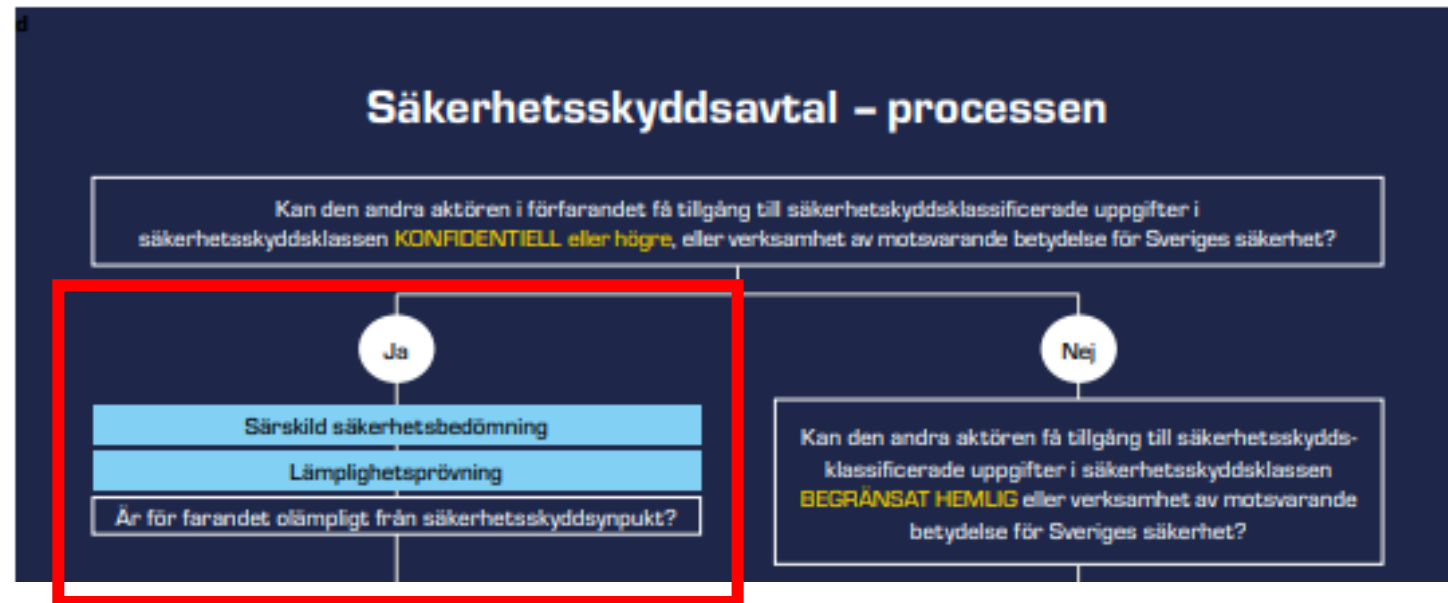 d
Säkerhetsskyddsavtal – processen
Kan den andra aktören i förfarandet få tillgång till säkerhetskyddsklassificerade uppgifter i
säkerhetsskyddsklassen KONFIDENTIELL eller högre, eller verksamhet av motsvarande betydelse för Sveriges säkerhet?
Ja
Särskild säkerhetsbedömning
Lämplighetsprövning
Är för farandet olämpligt från säkerhetsskyddsynpukt?
Nej
Kan den andra aktören få tillgång till säkerhetsskydds-
klassificerade uppgifter i säkerhetsskyddsklassen
BEGRÄNSAT HEMLIG eller verksamhet av motsvarande
betydelse för Sveriges säkerhet?